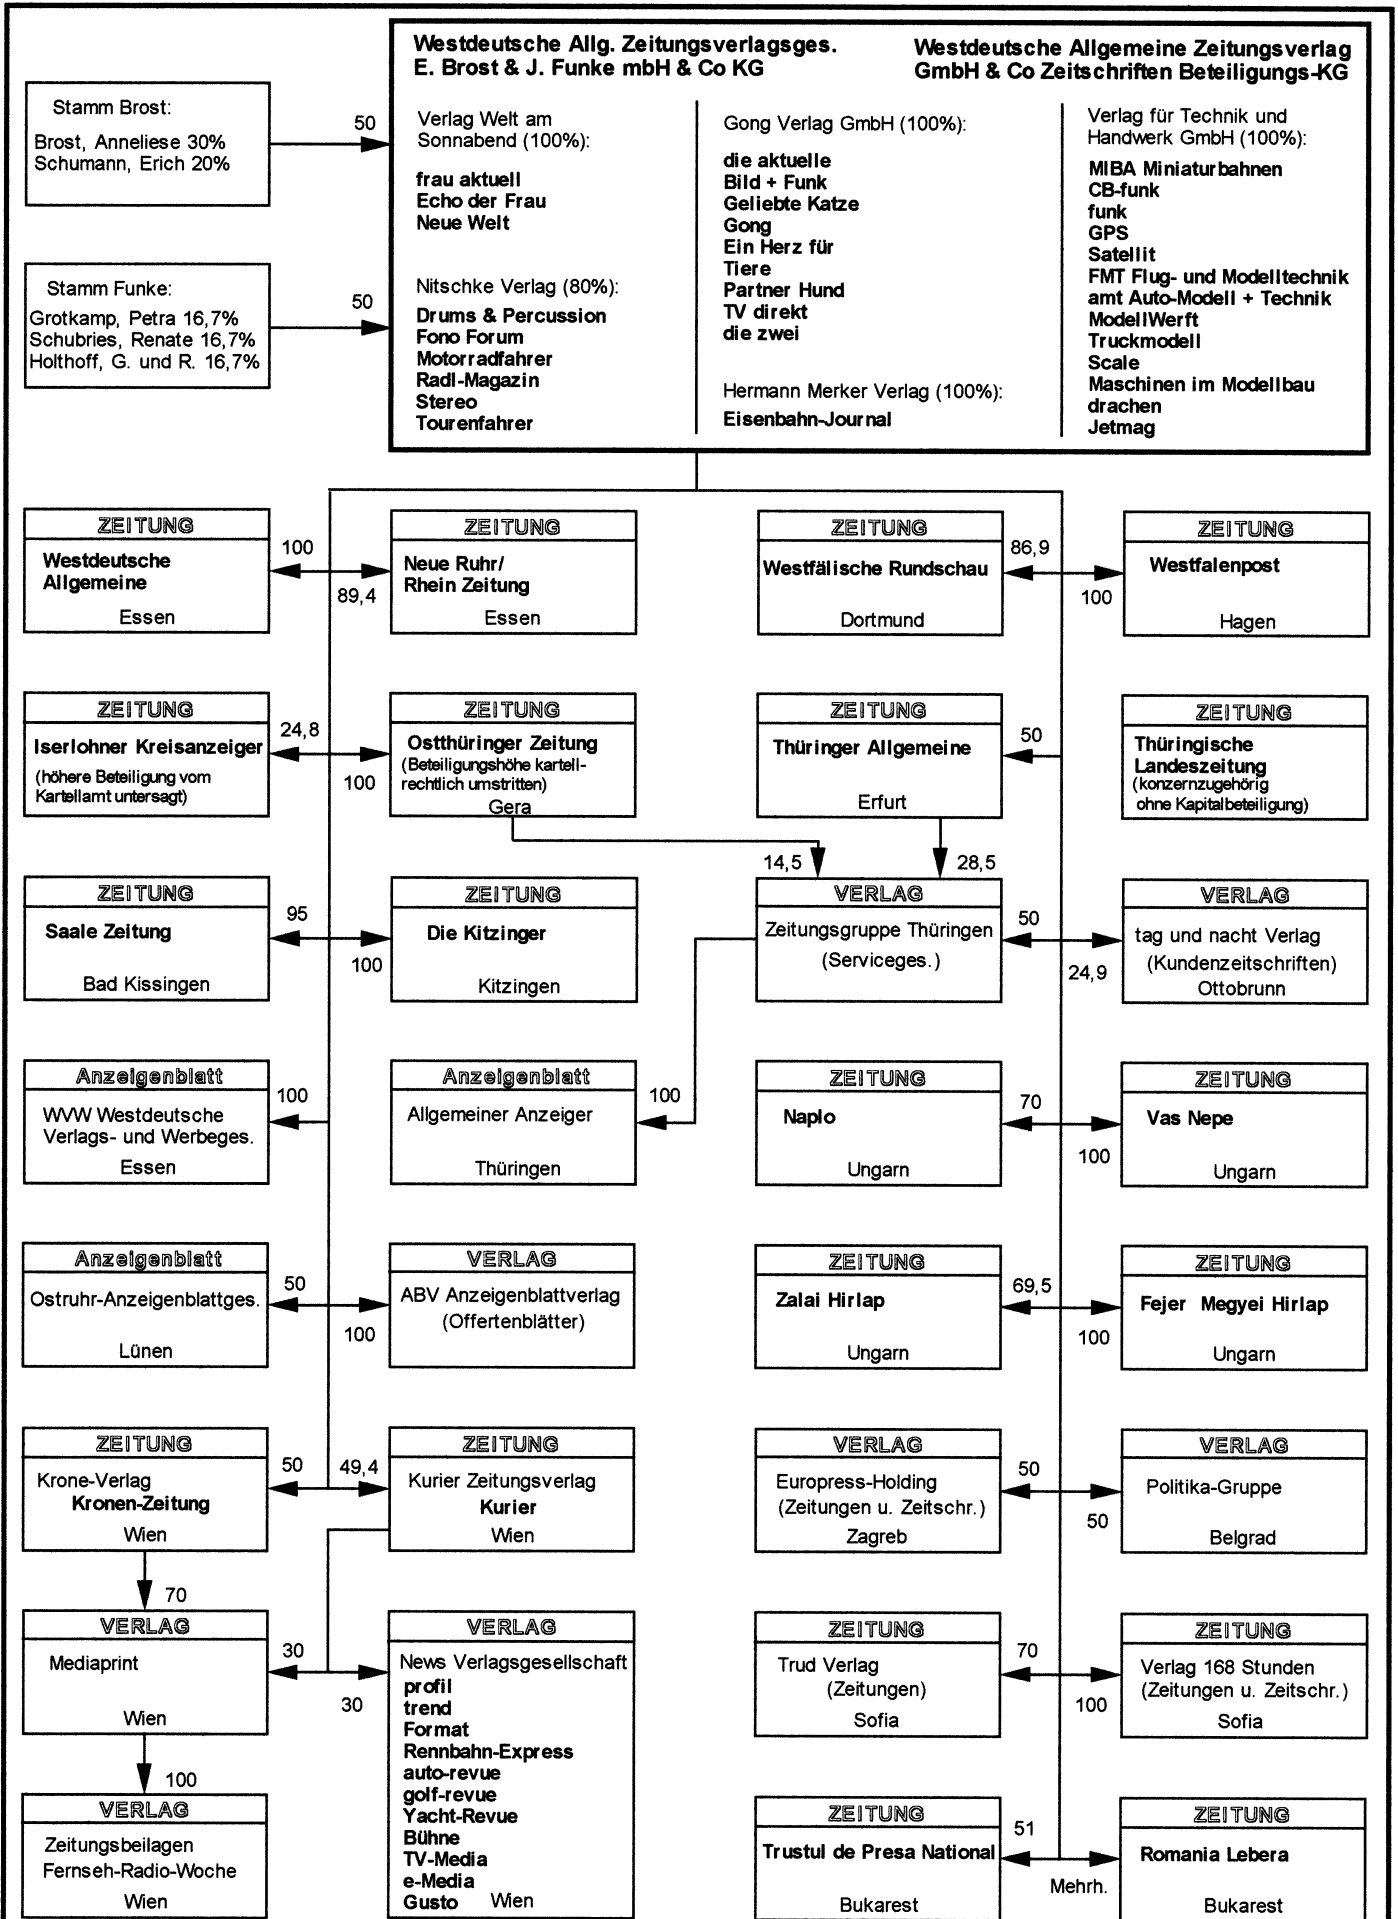 Westdeutsche Allg. Zeitungsverlagsges.
E. Brost & J. Funke mbH & Co KG
Westdeutsche Allgemeine Zeitungsverlag
GmbH & Co Zeitschriften Beteiligungs-KG
Stamm Brost:
Brost, Anneliese 30%
Schumann, Erich 20%
50
Stamm Funke:
Grotkamp, Petra 16,7%
Schubries, Renate 16,7%
Holthoff, G. und R. 16,7%
50
Verlag Welt am
Sonnabend (100%):
frau aktuell
Echo der Frau
Neue Welt
Nitschke Verlag (80%):
Drums & Percussion
Fono Forum
Motorradfahrer
Radl-Magazin
Stereo
Tourenfahrer
Gong Verlag GmbH (100%):
die aktuelle
Bild + Funk
Geliebte Katze
Gong
Ein Herz für
Tiere
Partner Hund
TV direkt
die zwei
Hermann Merker Verlag (100%):
Eisenbahn-Journal
Verlag für Technik und
Handwerk GmbH (100%):
MIBA Miniaturbahnen
CB-funk
funk
GPS
Satellit
FMT Flug- und Modelltechnik
amt Auto-Modell + Technik
ModellWerft
Truckmodell
Scale
Maschinen im Modellbau
drachen
Jetmag
ZEITUNG
Westdeutsche
Allgemeine
Essen
100
89,4
ZEITUNG
Neue Ruhr/
Rhein Zeitung
Essen
ZEITUNG
Westfälische Rundschau
Dortmund
86,9
100
ZEITUNG
Westfalenpost
Hagen
ZEITUNG
Iserlohner Kreisanzeiger
(höhere Beteiligung vom
Kartellamt untersagt)
24,8
100
ZEITUNG
Ostthüringer Zeitung
(Beteiligungshöhe kartell-
rechtlich umstritten)
Gera
ZEITUNG
Thüringer Allgemeine
Erfurt
50
ZEITUNG
Thüringische
Landeszeitung
(konzernzugehörig
ohne Kapitalbeteiligung)
14,5
28,5
ZEITUNG
Saale Zeitung
Bad Kissingen
95
100
ZEITUNG
Die Kitzinger
Kitzingen
VERLAG
Zeitungsgruppe Thüringen
(Serviceges.)
50
24,9
VERLAG
tag und nacht Verlag
(Kundenzeitschriften)
Ottobrunn
Anzeigenblatt
WVW Westdeutsche
Verlags- und Werbeges.
Essen
100
Anzeigenblatt
Allgemeiner Anzeiger
Thüringen
100
ZEITUNG
Naplo
Ungarn
70
100
ZEITUNG
Vas Nepe
Ungarn
Anzeigenblatt
Ostruhr-Anzeigenblattges.
Lünen
50
100
VERLAG
ABV Anzeigenblattverlag
(Offertenblätter)
ZEITUNG
Zalai Hirlap
Ungarn
69,5
100
ZEITUNG
Fejer Megyei Hirlap
Ungarn
ZEITUNG
Krone-Verlag
Kronen-Zeitung
Wien
50
49,4
ZEITUNG
Kurier Zeitungsverlag
Kurier
Wien
VERLAG
Europress-Holding
(Zeitungen u. Zeitschr.)
Zagreb
50
50
VERLAG
Politika-Gruppe
Belgrad
70
VERLAG
Mediaprint
Wien
30
30
VERLAG
News Verlagsgesellschaft
profil
trend
Format
Rennbahn-Express
auto-revue
golf-revue
Yacht-Revue
Bühne
TV-Media
e-Media
Gusto Wien
ZEITUNG
Trud Verlag
(Zeitungen)
Sofia
70
100
ZEITUNG
Verlag 168 Stunden
(Zeitungen u. Zeitschr.)
Sofia
100
VERLAG
Zeitungsbeilagen
Fernseh-Radio-Woche
Wien
ZEITUNG
Trustul de Presa National
Bukarest
51
Mehrh.
ZEITUNG
Romania Lebera
Bukarest